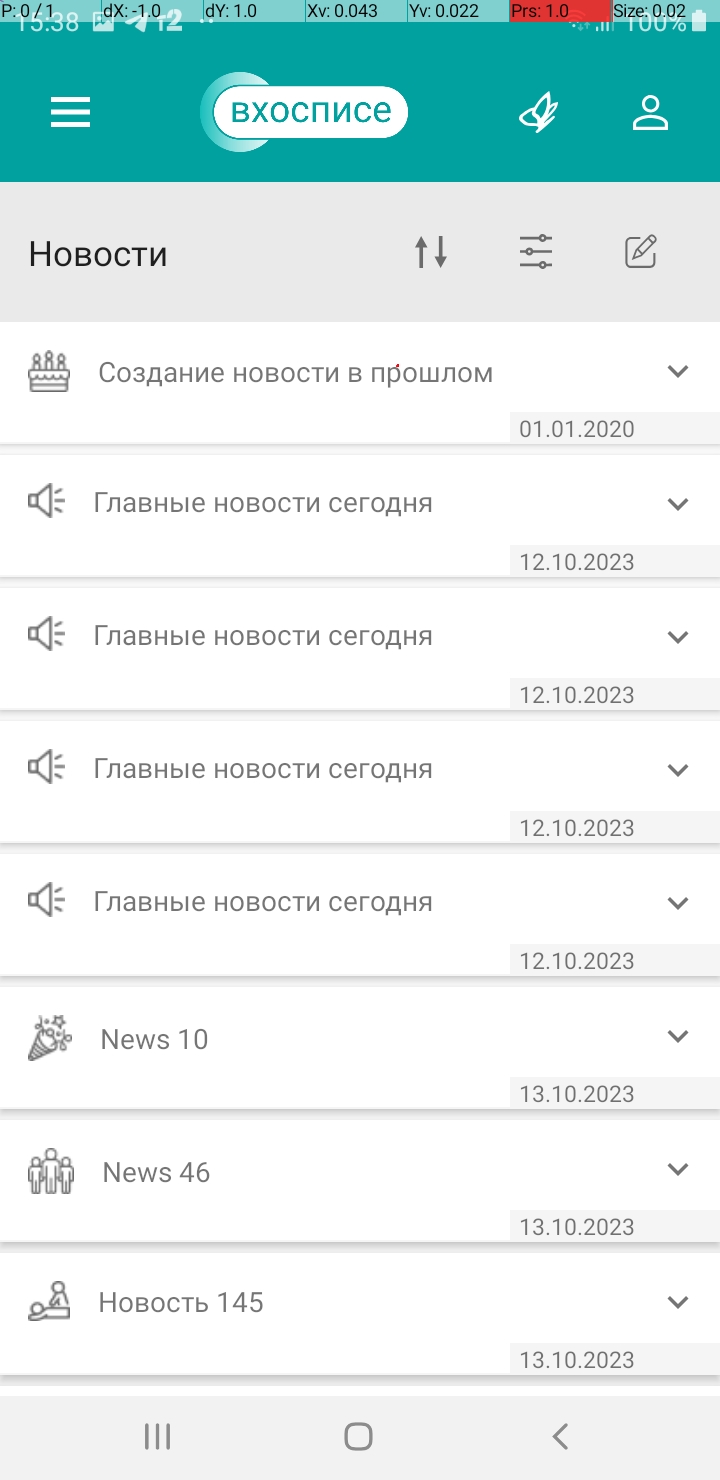 P: 0 / 1 dX: -1.0 dY: 1.0 Xv: 0.043 Yv: 0.022 Prs: 1.0 Size: 0.02
15:38 т2 100%
вхосписе
Новости
Создание новости в прошлом
01.01.2020
Главные новости сегодня
12.10.2023
Главные новости сегодня
12.10.2023
Главные новости сегодня
12.10.2023
Главные новости сегодня
12.10.2023
News 10
13.10.2023
News 46
13.10.2023
Новость 145
13.10.2023